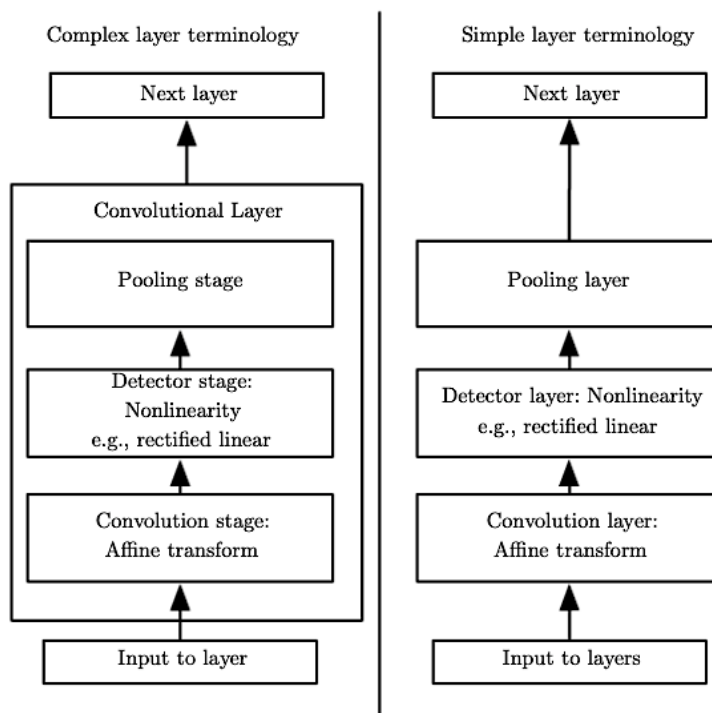 Complex layer terminology
Next layer
Convolutional Layer
Pooling stage
Detector stage:
Nonlinearity
e.g., rectified linear
Convolution stage:
Affine transform
Input to layer
Simple layer terminology
Next layer
Pooling layer
Detector layer: Nonlinearity
e.g., rectified linear
Convolution layer:
Affine transform
Input to layers